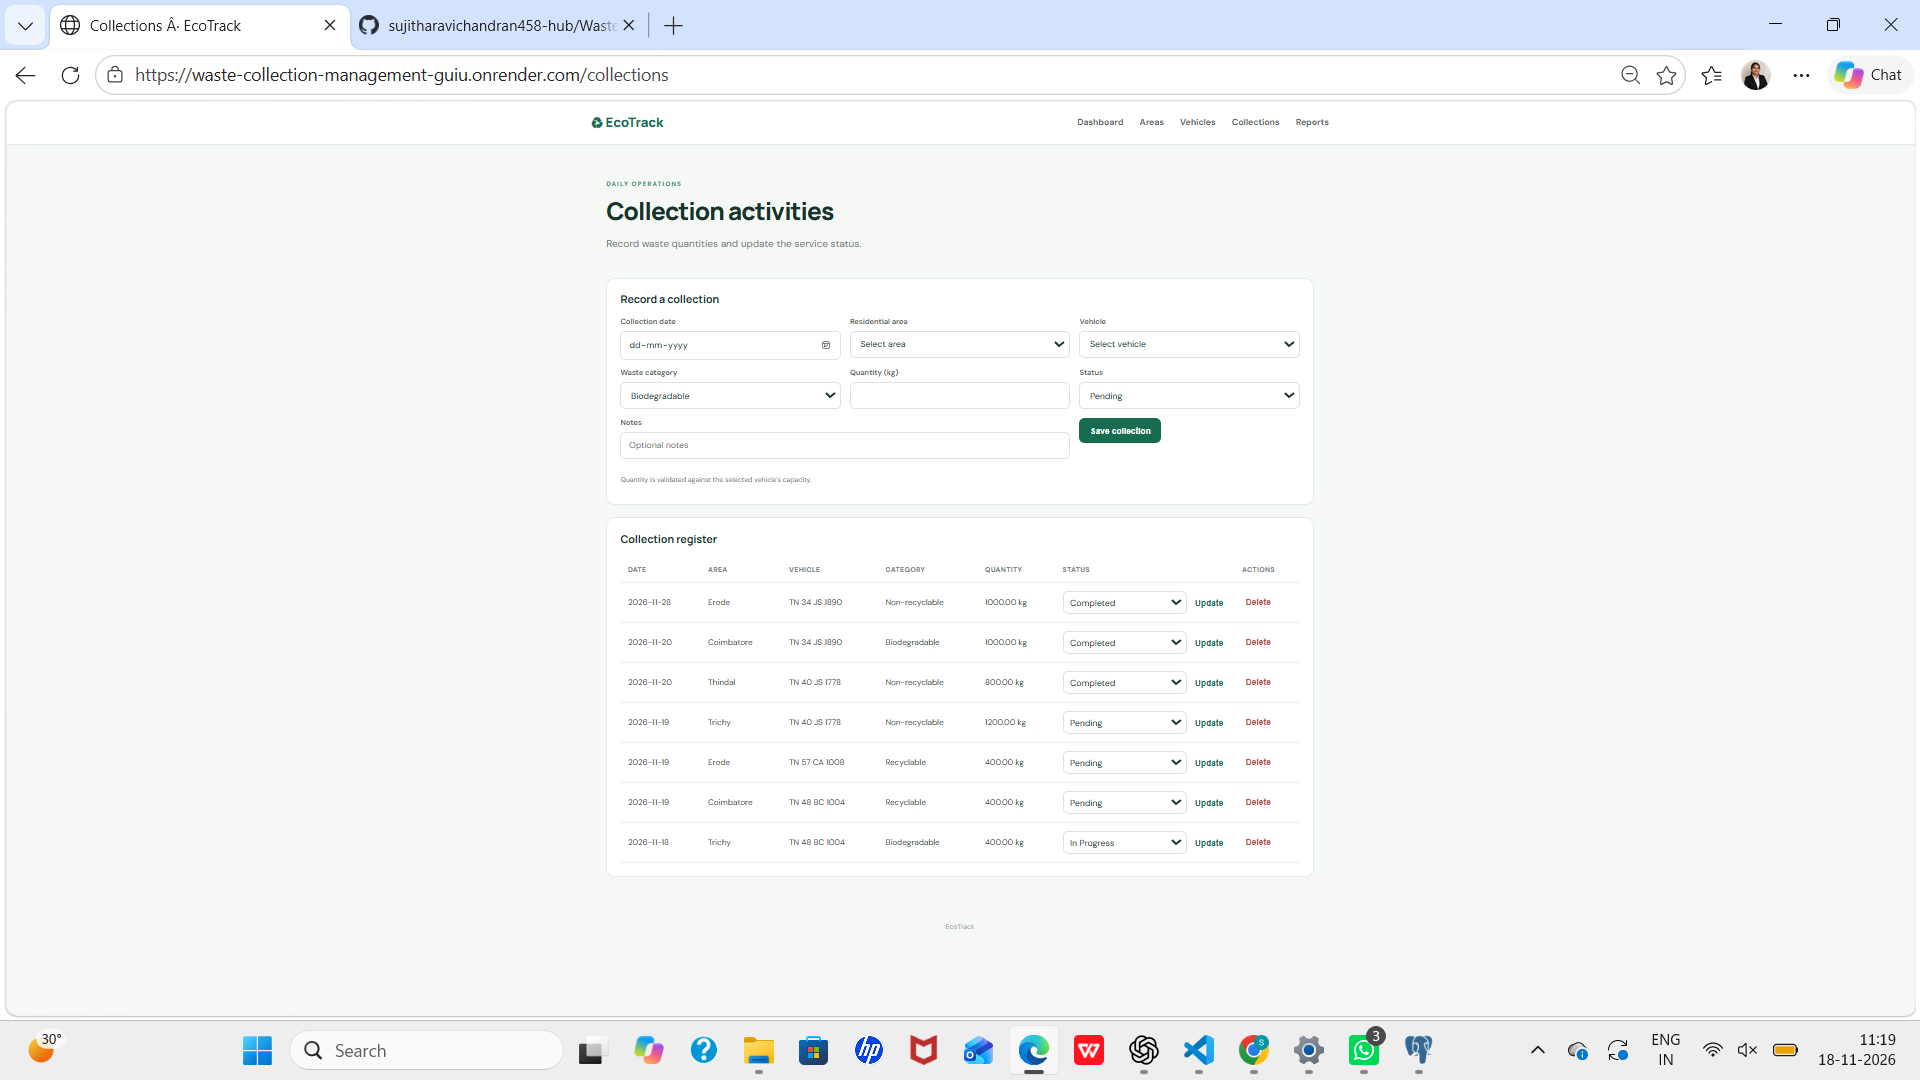 Collections Â· EcoTrack
sujitharavichandran458-hub/Waste
https://waste-collection-management-guiu.onrender.com/collections
Chat
EcoTrack
Dashboard Areas Vehicles Collections Reports
DAILY OPERATIONS
Collection activities
Record waste quantities and update the service status.
Record a collection
Collection date Residential area Vehicle
dd-mm-yyyy Select area Select vehicle
Waste category Quantity (kg) Status
Biodegradable Pending
Notes
Optional notes
Save collection
Quantity is validated against the selected vehicle's capacity.
Collection register
DATE AREA VEHICLE CATEGORY QUANTITY STATUS ACTIONS
2026-11-28 Erode TN 34 JS 1890 Non-recyclable 1000.00 kg Completed Update Delete
2026-11-20 Coimbatore TN 34 JS 1890 Biodegradable 1000.00 kg Completed Update Delete
2026-11-20 Thindal TN 40 JS 1778 Non-recyclable 800.00 kg Completed Update Delete
2026-11-19 Trichy TN 40 JS 1778 Non-recyclable 1200.00 kg Pending Update Delete
2026-11-19 Erode TN 57 CA 1008 Recyclable 400.00 kg Pending Update Delete
2026-11-19 Coimbatore TN 48 BC 1004 Recyclable 400.00 kg Pending Update Delete
2026-11-18 Trichy TN 48 BC 1004 Biodegradable 400.00 kg In Progress Update Delete
EcoTrack
30°
Search
3
ENG
IN
11:19
18-11-2026